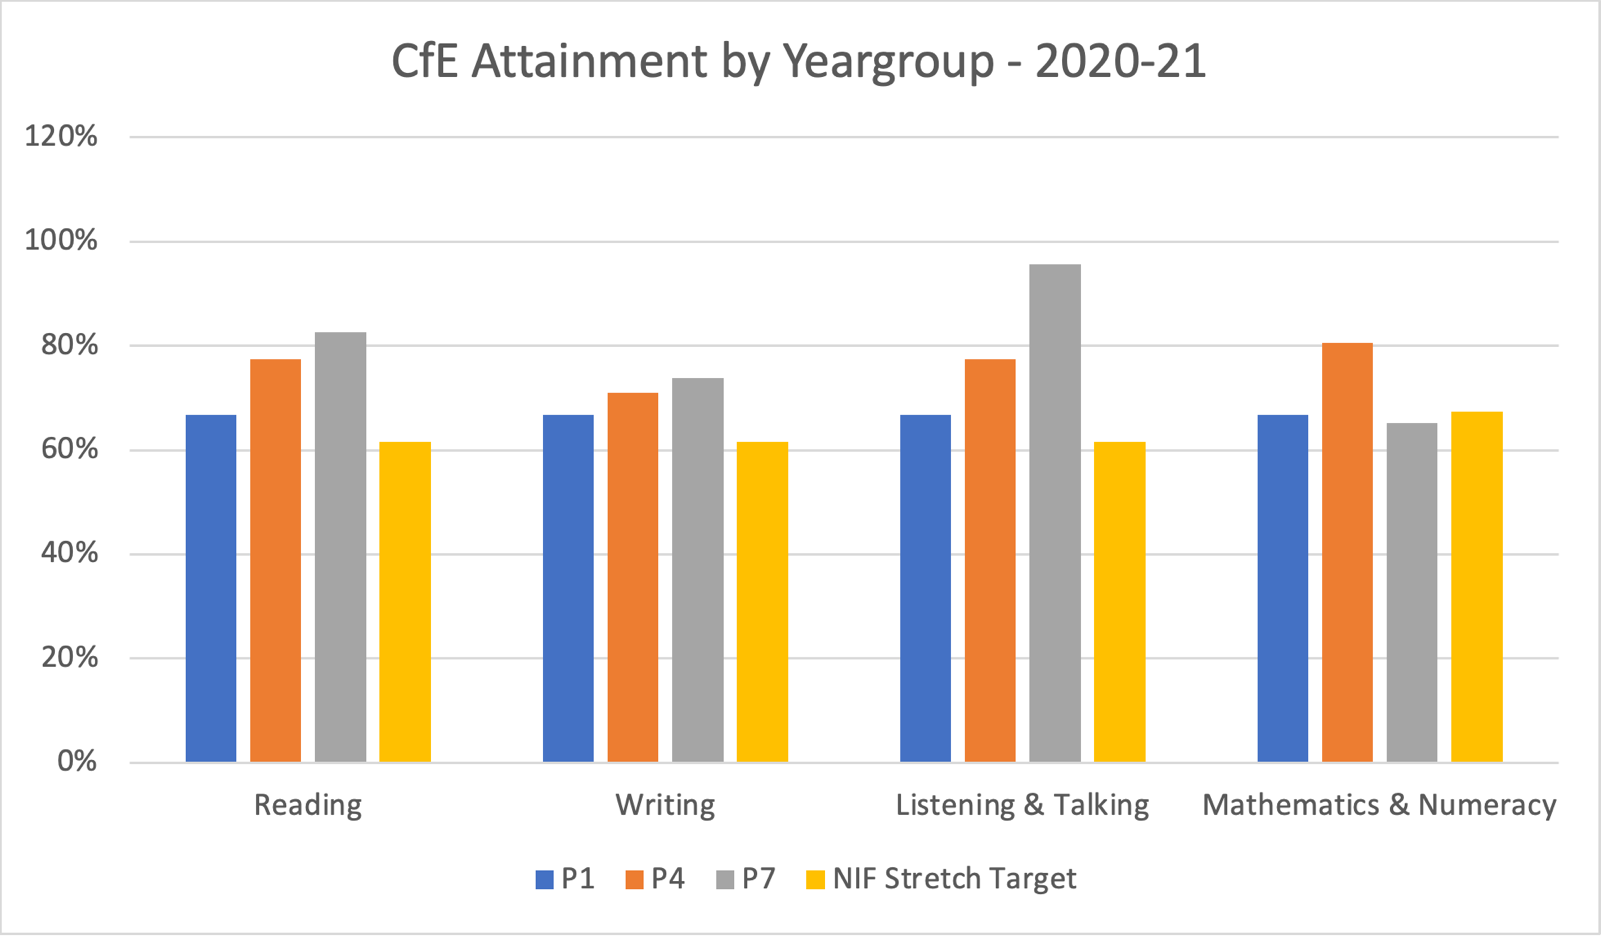 CfE Attainment by Yeargroup - 2020-21
120%
100%
80%
60%
40%
20%
0%
Reading Writing Listening & Talking Mathematics & Numeracy
P1 P4 P7 NIF Stretch Target